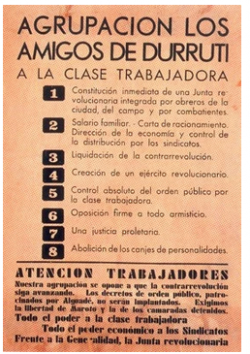 AGRUPACION LOS
AMIGOS DE DURRUTI
A LA CLASE TRABAJADORA
1 Constitución inmediata de una Junta re-
volucionaria integrada por obreros de la
ciudad, del campo y por combatientes.
2 Salario familiar. - Carta de racionamiento.
Dirección de la economía y control de
la distribución por los sindicatos.
3 Liquidación de la contrarrevolución.
4 Creación de un ejército revolucionario.
5 Control absoluto del orden público por
la clase trabajadora.
6 Oposición firme a todo armisticio.
7 Una justicia proletaria.
8 Abolición de los canjes de personalidades.
ATENCION TRABAJADORES
Nuestra agrupación se opone a que la contrarrevolución
siga avanzando. Los decretos de orden público, patro-
cinados por Aiguadé, no serán implantados. Exigimos
la libertad de Maroto y la de los camaradas detenidos.
Todo el poder a la clase trabajadora
Todo el poder económico a los Sindicatos
Frente a la Generalidad, la Junta revolucionaria